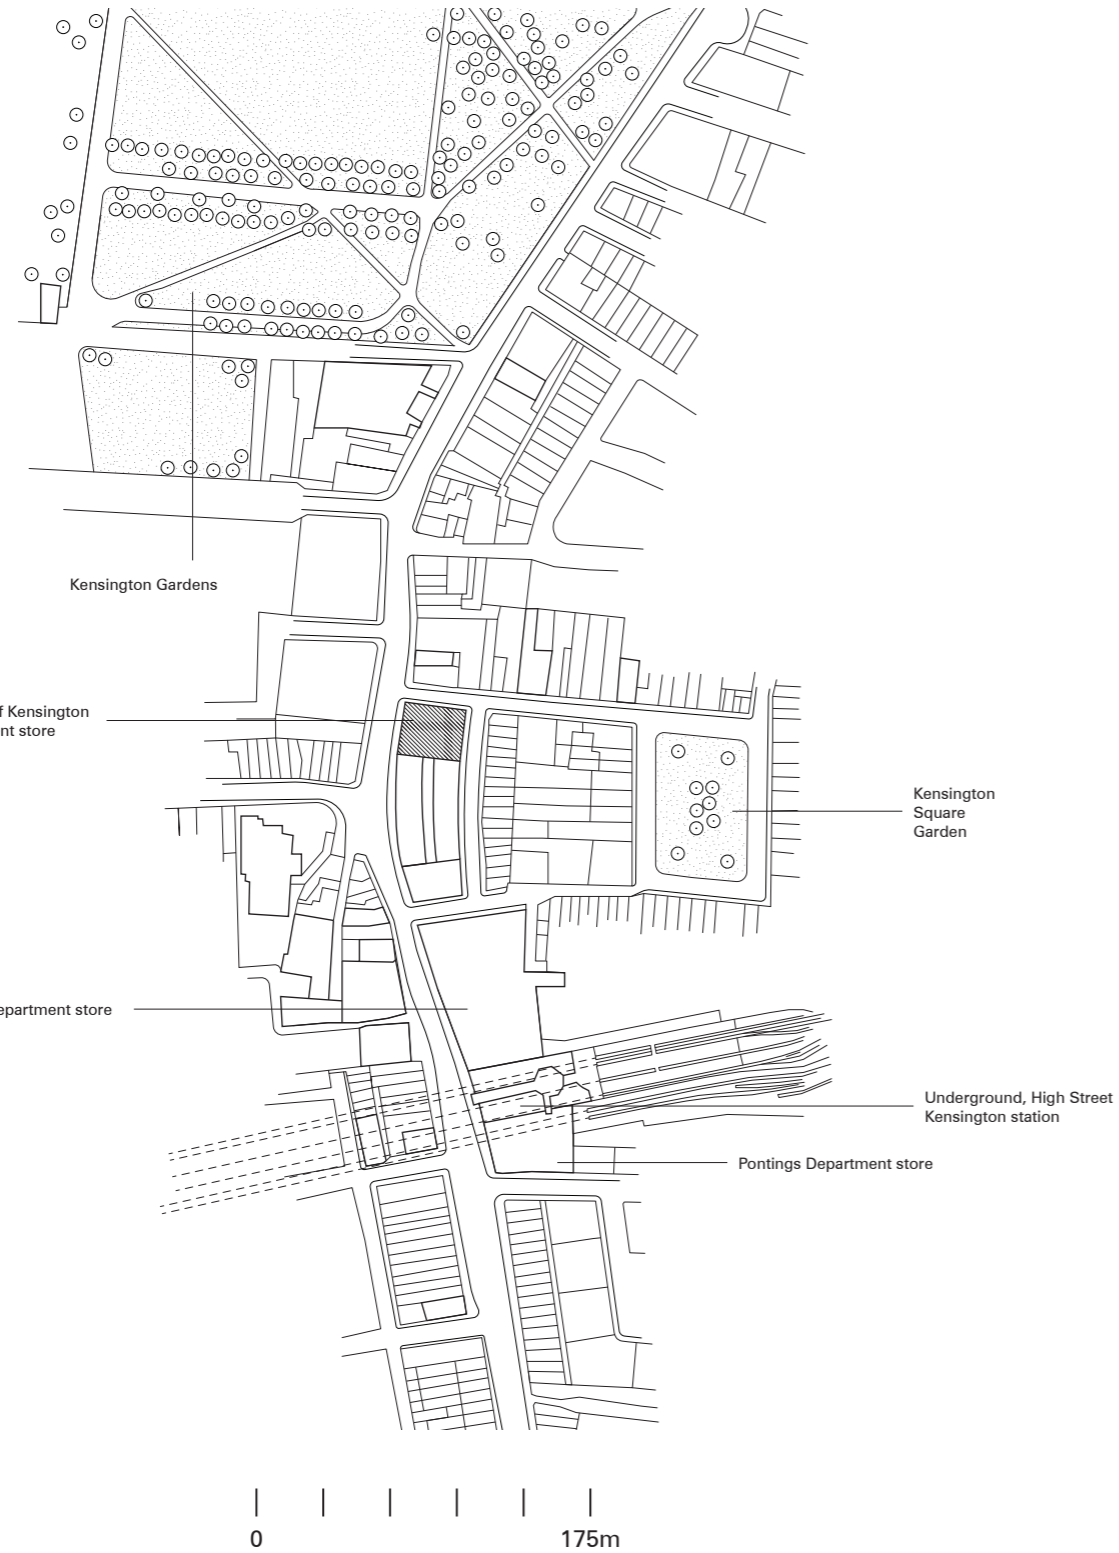 Kensington Gardens
f Kensington
nt store
Kensington
Square
Garden
epartment store
Underground, High Street
Kensington station
Pontings Department store
0
175m